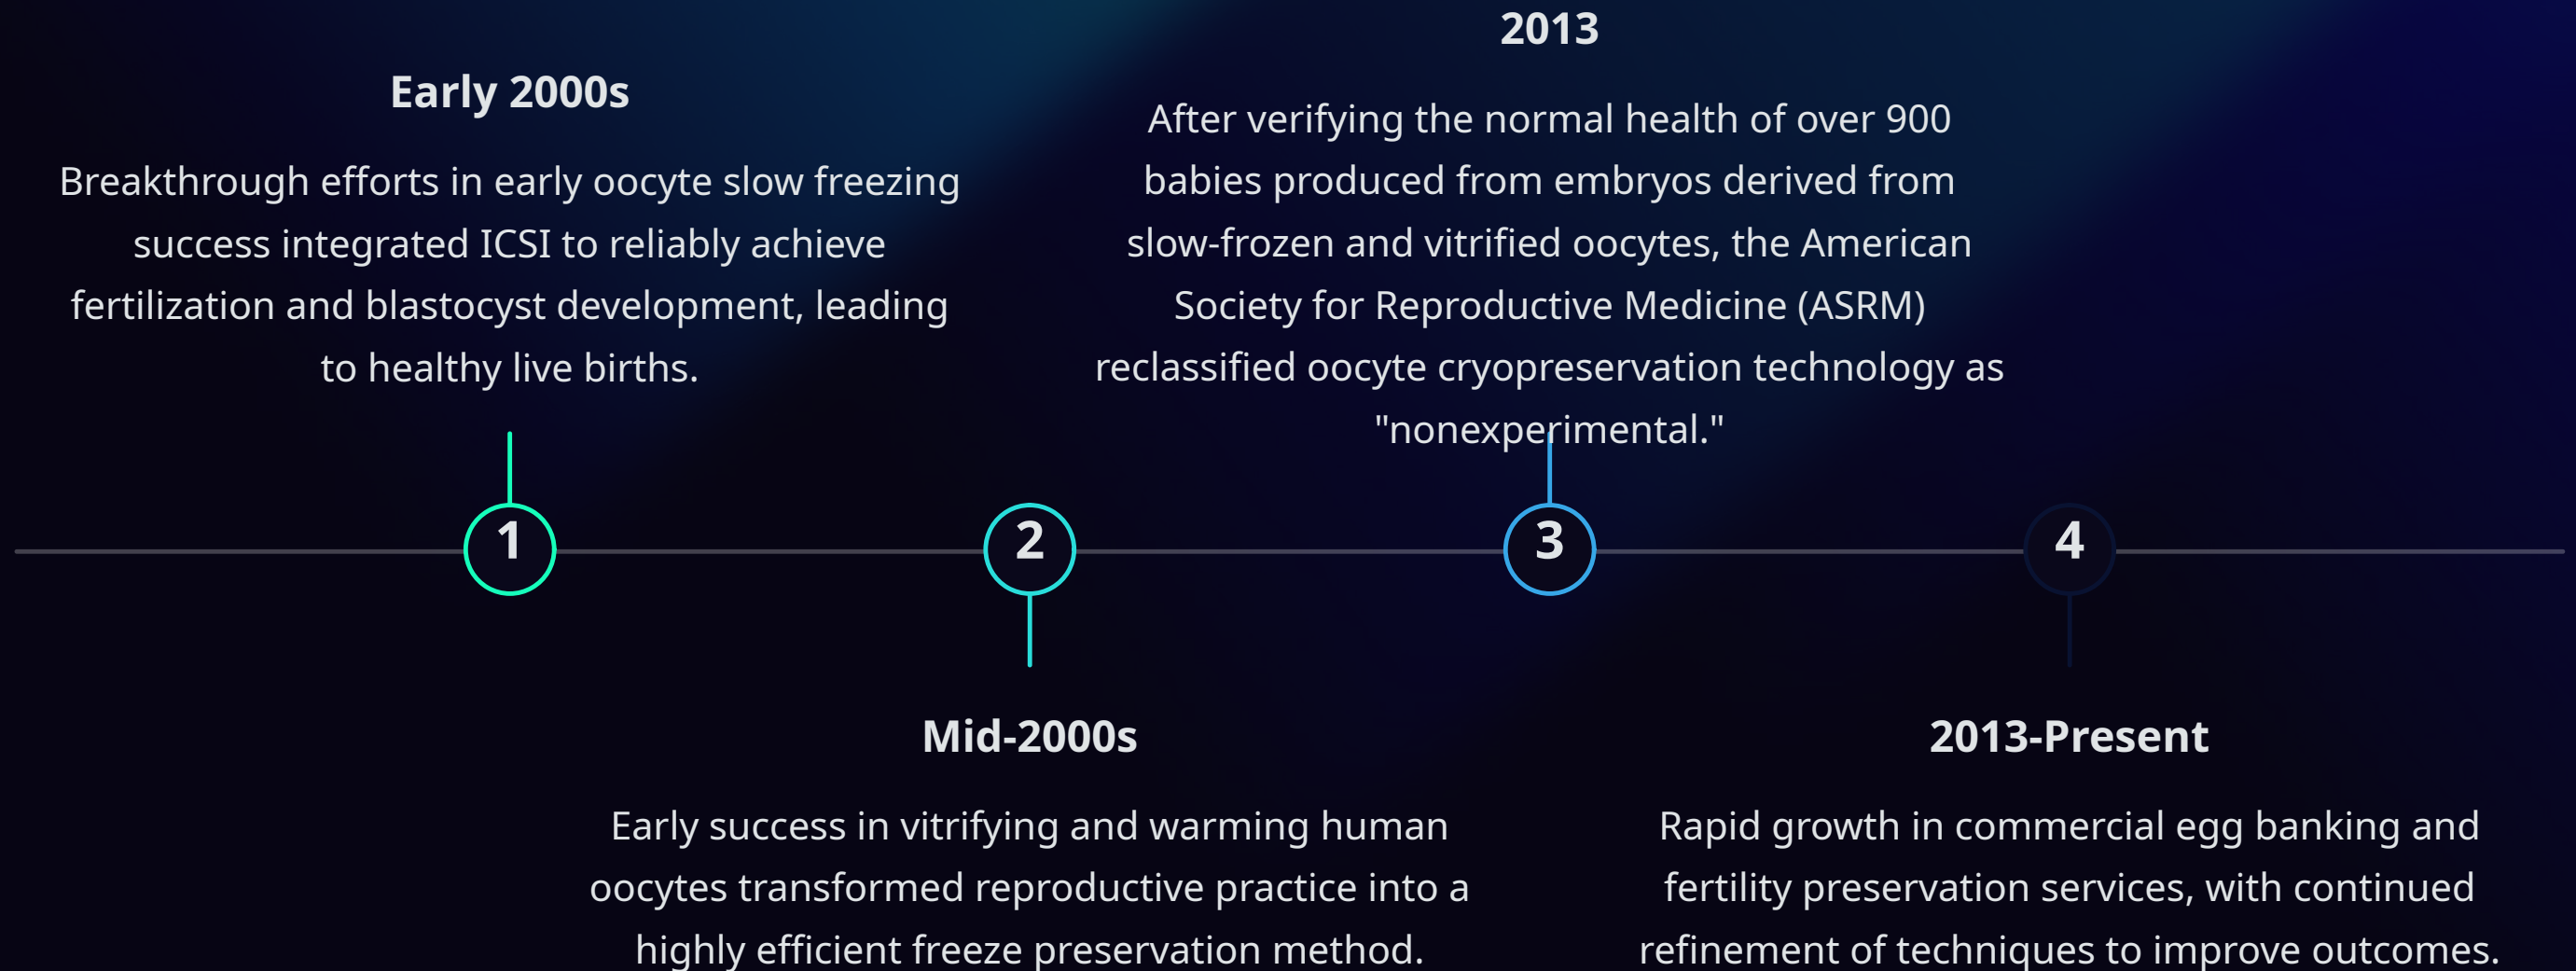 Early 2000s
Breakthrough efforts in early oocyte slow freezing
success integrated ICSI to reliably achieve
fertilization and blastocyst development, leading
to healthy live births.
1
2
Mid-2000s
Early success in vitrifying and warming human
oocytes transformed reproductive practice into a
highly efficient freeze preservation method.
2013
After verifying the normal health of over 900
babies produced from embryos derived from
slow-frozen and vitrified oocytes, the American
Society for Reproductive Medicine (ASRM)
reclassified oocyte cryopreservation technology as
"nonexperimental."
3
4
2013-Present
Rapid growth in commercial egg banking and
fertility preservation services, with continued
refinement of techniques to improve outcomes.